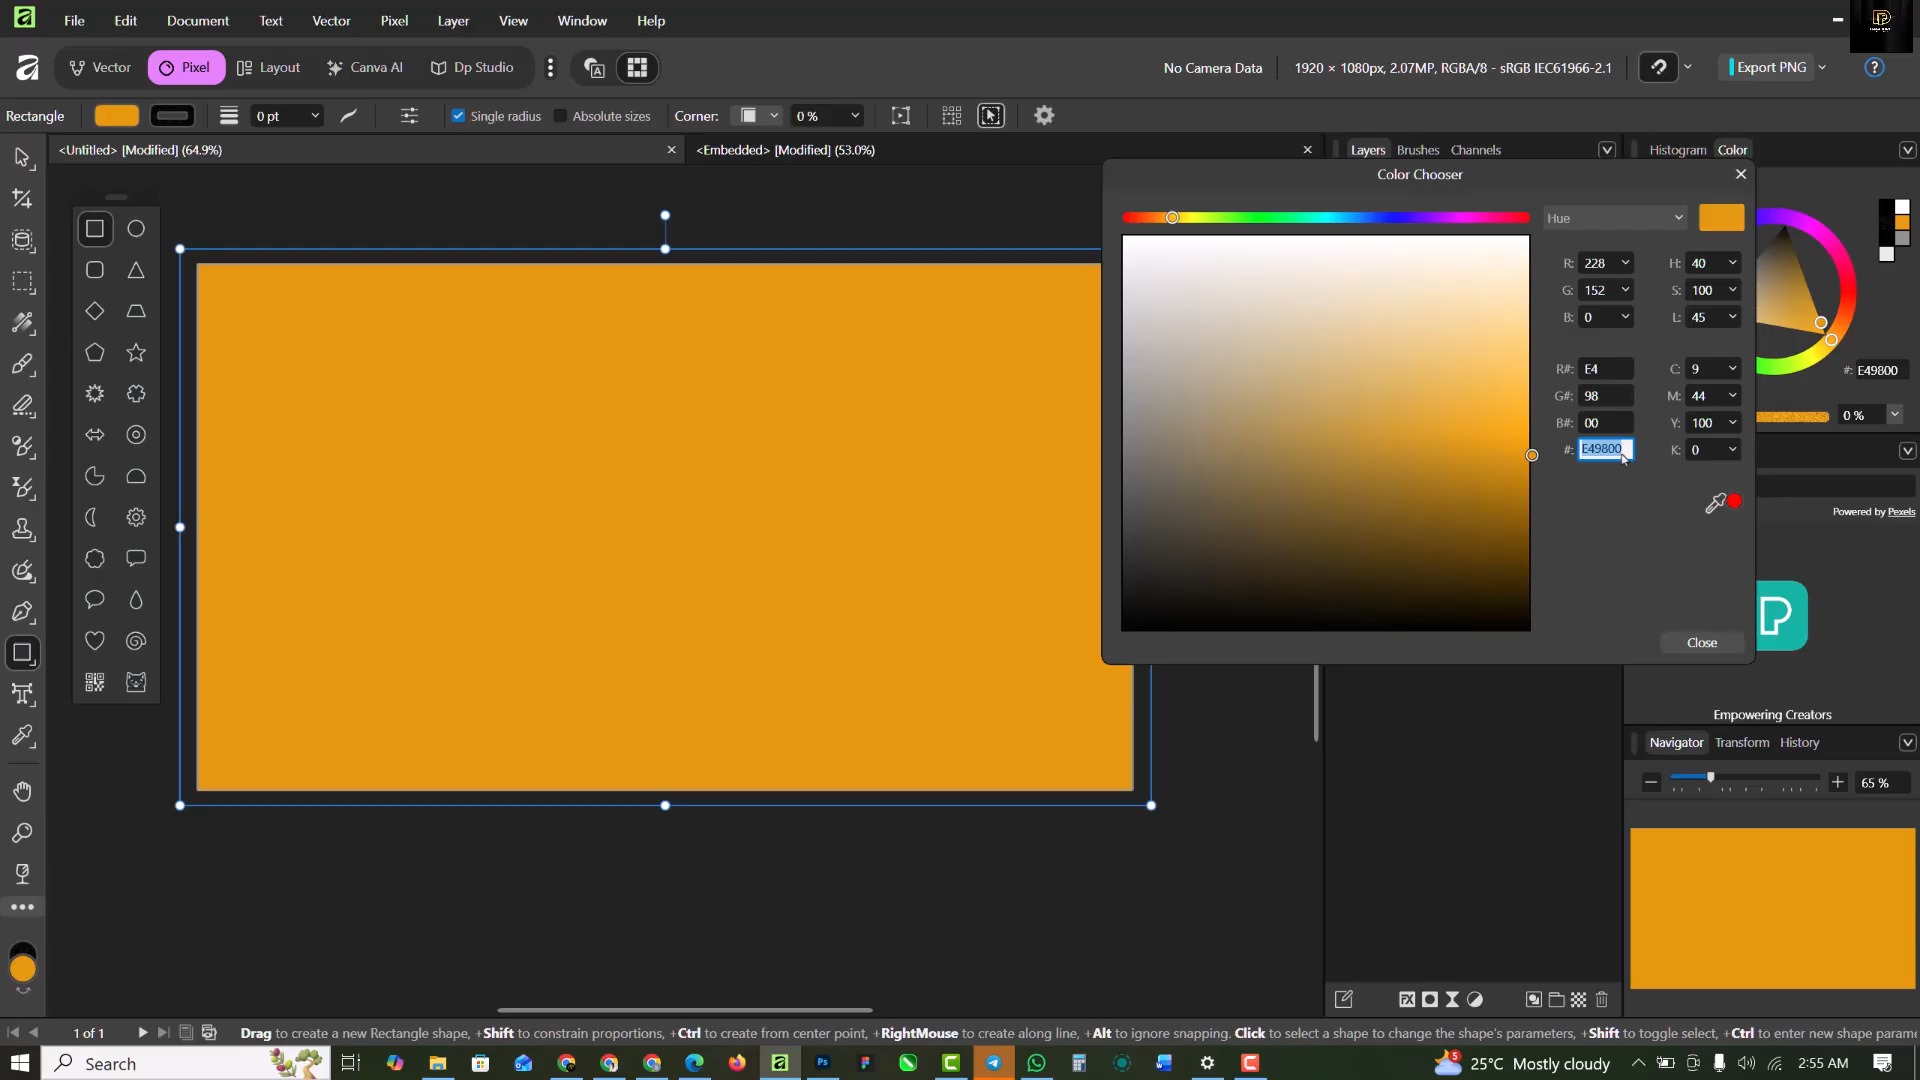 File Edit Document Text Vector Pixel Layer View Window Help
Vector Pixel Layout Canva AI Dp Studio No Camera Data 1920 × 1080px, 2.07MP, RGBA/8 - sRGB IEC61966-2.1 Export PNG
Rectangle 0 pt Single radius Absolute sizes Corner: 0 %
<Untitled> [Modified] (64.9%) <Embedded> [Modified] (53.0%) Layers Brushes Channels Histogram Color
Color Chooser
Hue
R: 228 H: 40
G: 152 S: 100
B: 0 L: 45
R#: E4 C: 9
G#: 98 M: 44
B#: 00 Y: 100
#: E49800 K: 0
#: E49800
0 %
Powered by Pexels
Close
Empowering Creators
Navigator Transform History
65 %
1 of 1 Drag to create a new Rectangle shape, +Shift to constrain proportions, +Ctrl to create from center point, +RightMouse to create along line, +Alt to ignore snapping. Click to select a shape to change the shape's parameters, +Shift to toggle select, +Ctrl to enter new shape parame
Search 5 25°C Mostly cloudy 2:55 AM